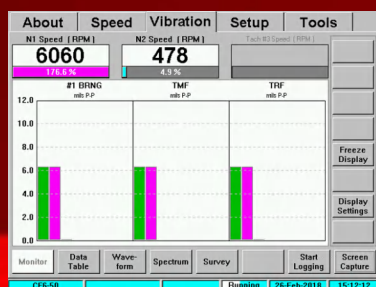 About Speed Vibration Setup Tools
N1 Speed [ RPM ] N2 Speed [ RPM ] Tach #3 Speed [ RPM ]
6060 478
176.6 % 4.9 %
#1 BRNG TMF TRF
mils P-P mils P-P mils P-P
12.0
10.0
8.0
6.0
4.0
2.0
0.0
Freeze
Display
Display
Settings
Monitor Data Table Wave-form Spectrum Survey Start Logging Screen Capture
CF6-50 Running 26-Feb-2018 15:12:12